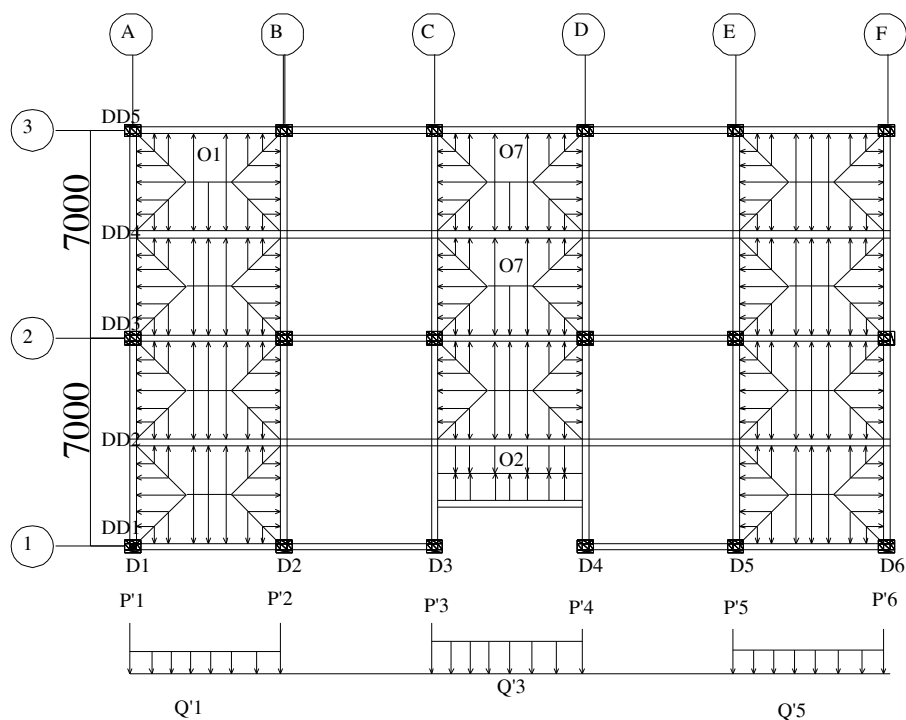 A B C D E F
DD5
3
O1 O7
7000
DD4
O7
DD3
2
7000
DD2
O2
DD1
1
D1 D2 D3 D4 D5 D6
P'1 P'2 P'3 P'4 P'5 P'6
Q'1 Q'3 Q'5